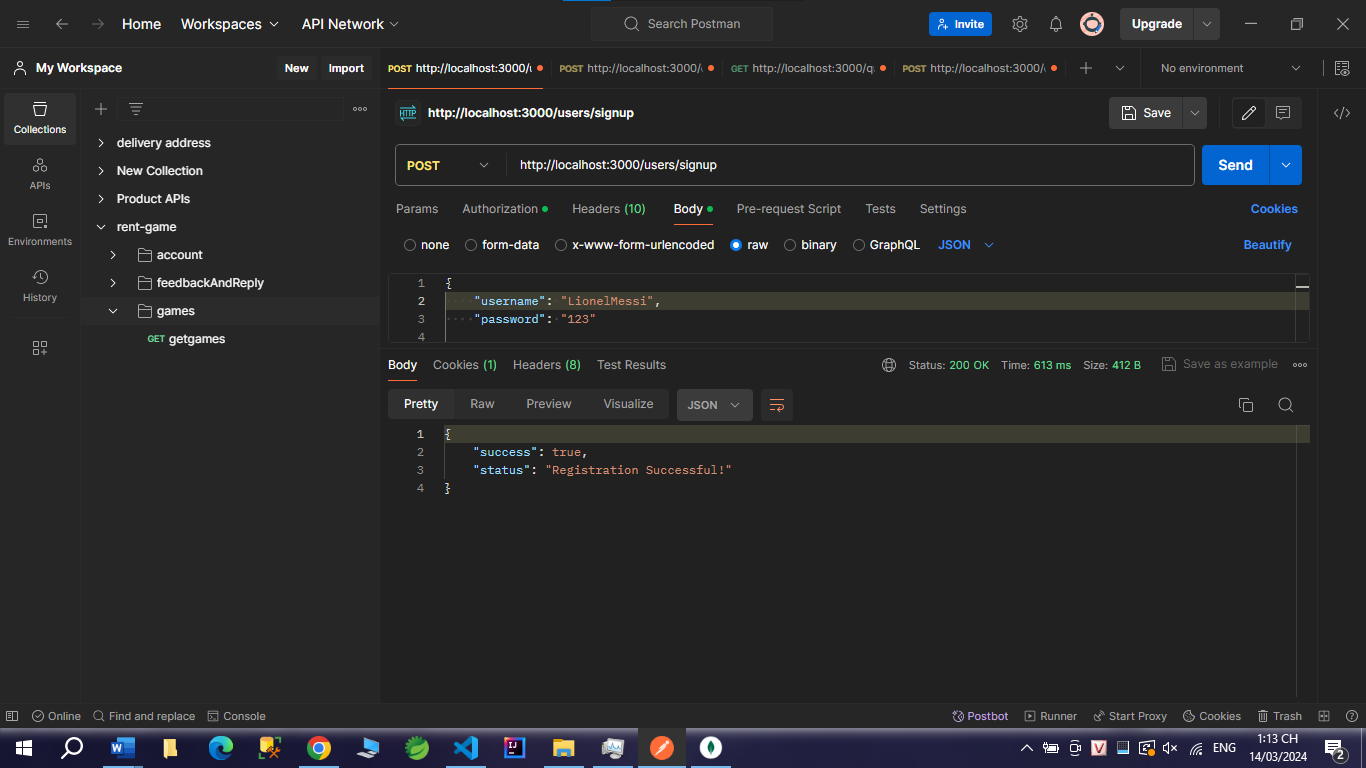 Home Workspaces API Network Search Postman Invite Upgrade
My Workspace New Import POST http://localhost:3000/ POST http://localhost:3000/ GET http://localhost:3000/q POST http://localhost:3000/ No environment
Collections
APIs
Environments
History
delivery address
New Collection
Product APIs
rent-game
account
feedbackAndReply
games
GET getgames
HTTP http://localhost:3000/users/signup Save
POST http://localhost:3000/users/signup Send
Params Authorization Headers (10) Body Pre-request Script Tests Settings Cookies
none form-data x-www-form-urlencoded raw binary GraphQL JSON Beautify
1 {
2 "username": "LionelMessi",
3 "password": "123"
4
Body Cookies (1) Headers (8) Test Results Status: 200 OK Time: 613 ms Size: 412 B Save as example
Pretty Raw Preview Visualize JSON
1 {
2 "success": true,
3 "status": "Registration Successful!"
4 }
Online Find and replace Console Postbot Runner Start Proxy Cookies Trash
ENG 1:13 CH
14/03/2024
2